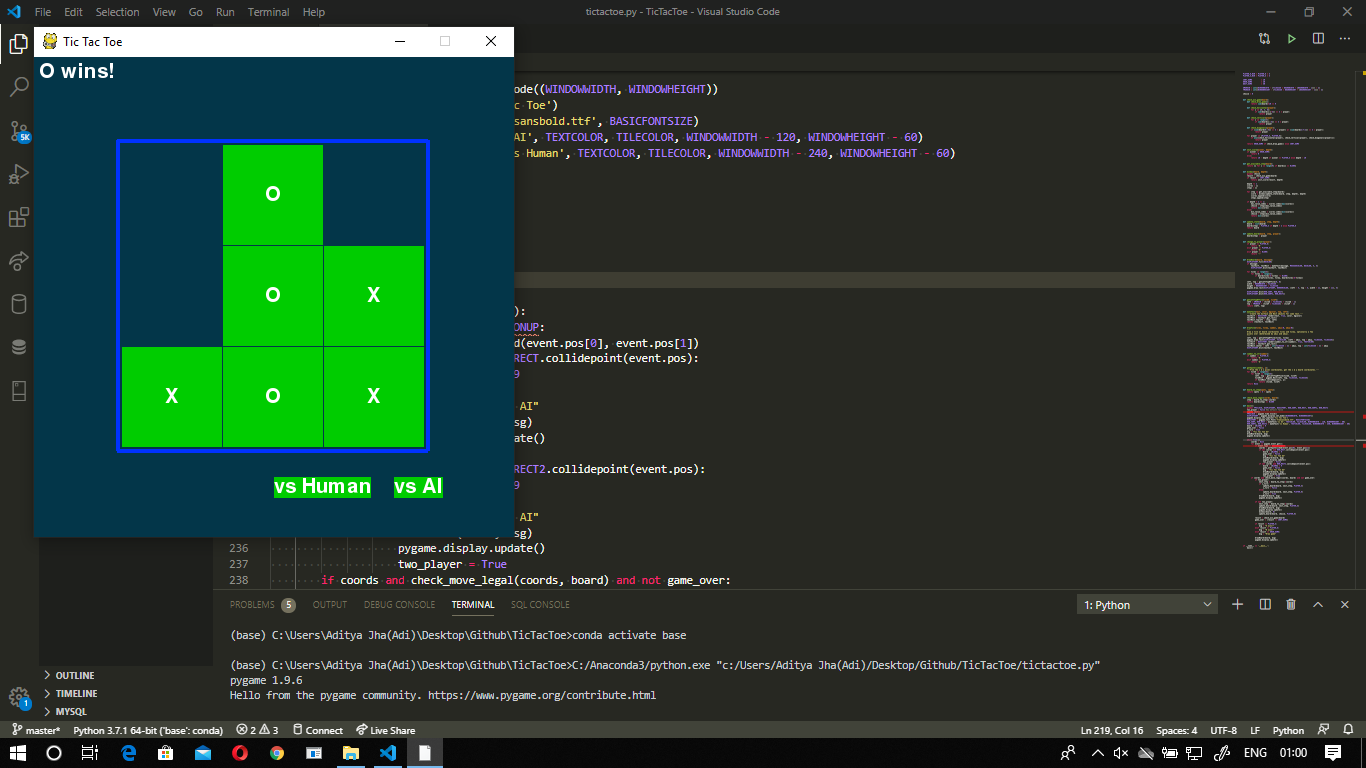 File Edit Selection View Go Run Terminal Help
tictactoe.py - TicTacToe - Visual Studio Code
Tic Tac Toe
O wins!
O
O X
X O X
vs Human vs AI
ode((WINDOWWIDTH, WINDOWHEIGHT))
c Toe')
sansbold.ttf', BASICFONTSIZE)
AI', TEXTCOLOR, TILECOLOR, WINDOWWIDTH - 120, WINDOWHEIGHT - 60)
s Human', TEXTCOLOR, TILECOLOR, WINDOWWIDTH - 240, WINDOWHEIGHT - 60)
):
ONUP:
d(event.pos[0], event.pos[1])
RECT.collidepoint(event.pos):
9
AI"
sg)
date()
RECT2.collidepoint(event.pos):
9
AI"
sg)
236 pygame.display.update()
237 two_player = True
238 if coords and check_move_legal(coords, board) and not game_over:
5K
PROBLEMS 5 OUTPUT DEBUG CONSOLE TERMINAL SQL CONSOLE
1: Python
(base) C:\Users\Aditya Jha(Adi)\Desktop\Github\TicTacToe>conda activate base
(base) C:\Users\Aditya Jha(Adi)\Desktop\Github\TicTacToe>C:/Anaconda3/python.exe "c:/Users/Aditya Jha(Adi)/Desktop/Github/TicTacToe/tictactoe.py"
pygame 1.9.6
Hello from the pygame community. https://www.pygame.org/contribute.html
OUTLINE
TIMELINE
MYSQL
1
master* Python 3.7.1 64-bit ('base': conda) 2 3 Connect Live Share
Ln 219, Col 16 Spaces: 4 UTF-8 LF Python
ENG 01:00